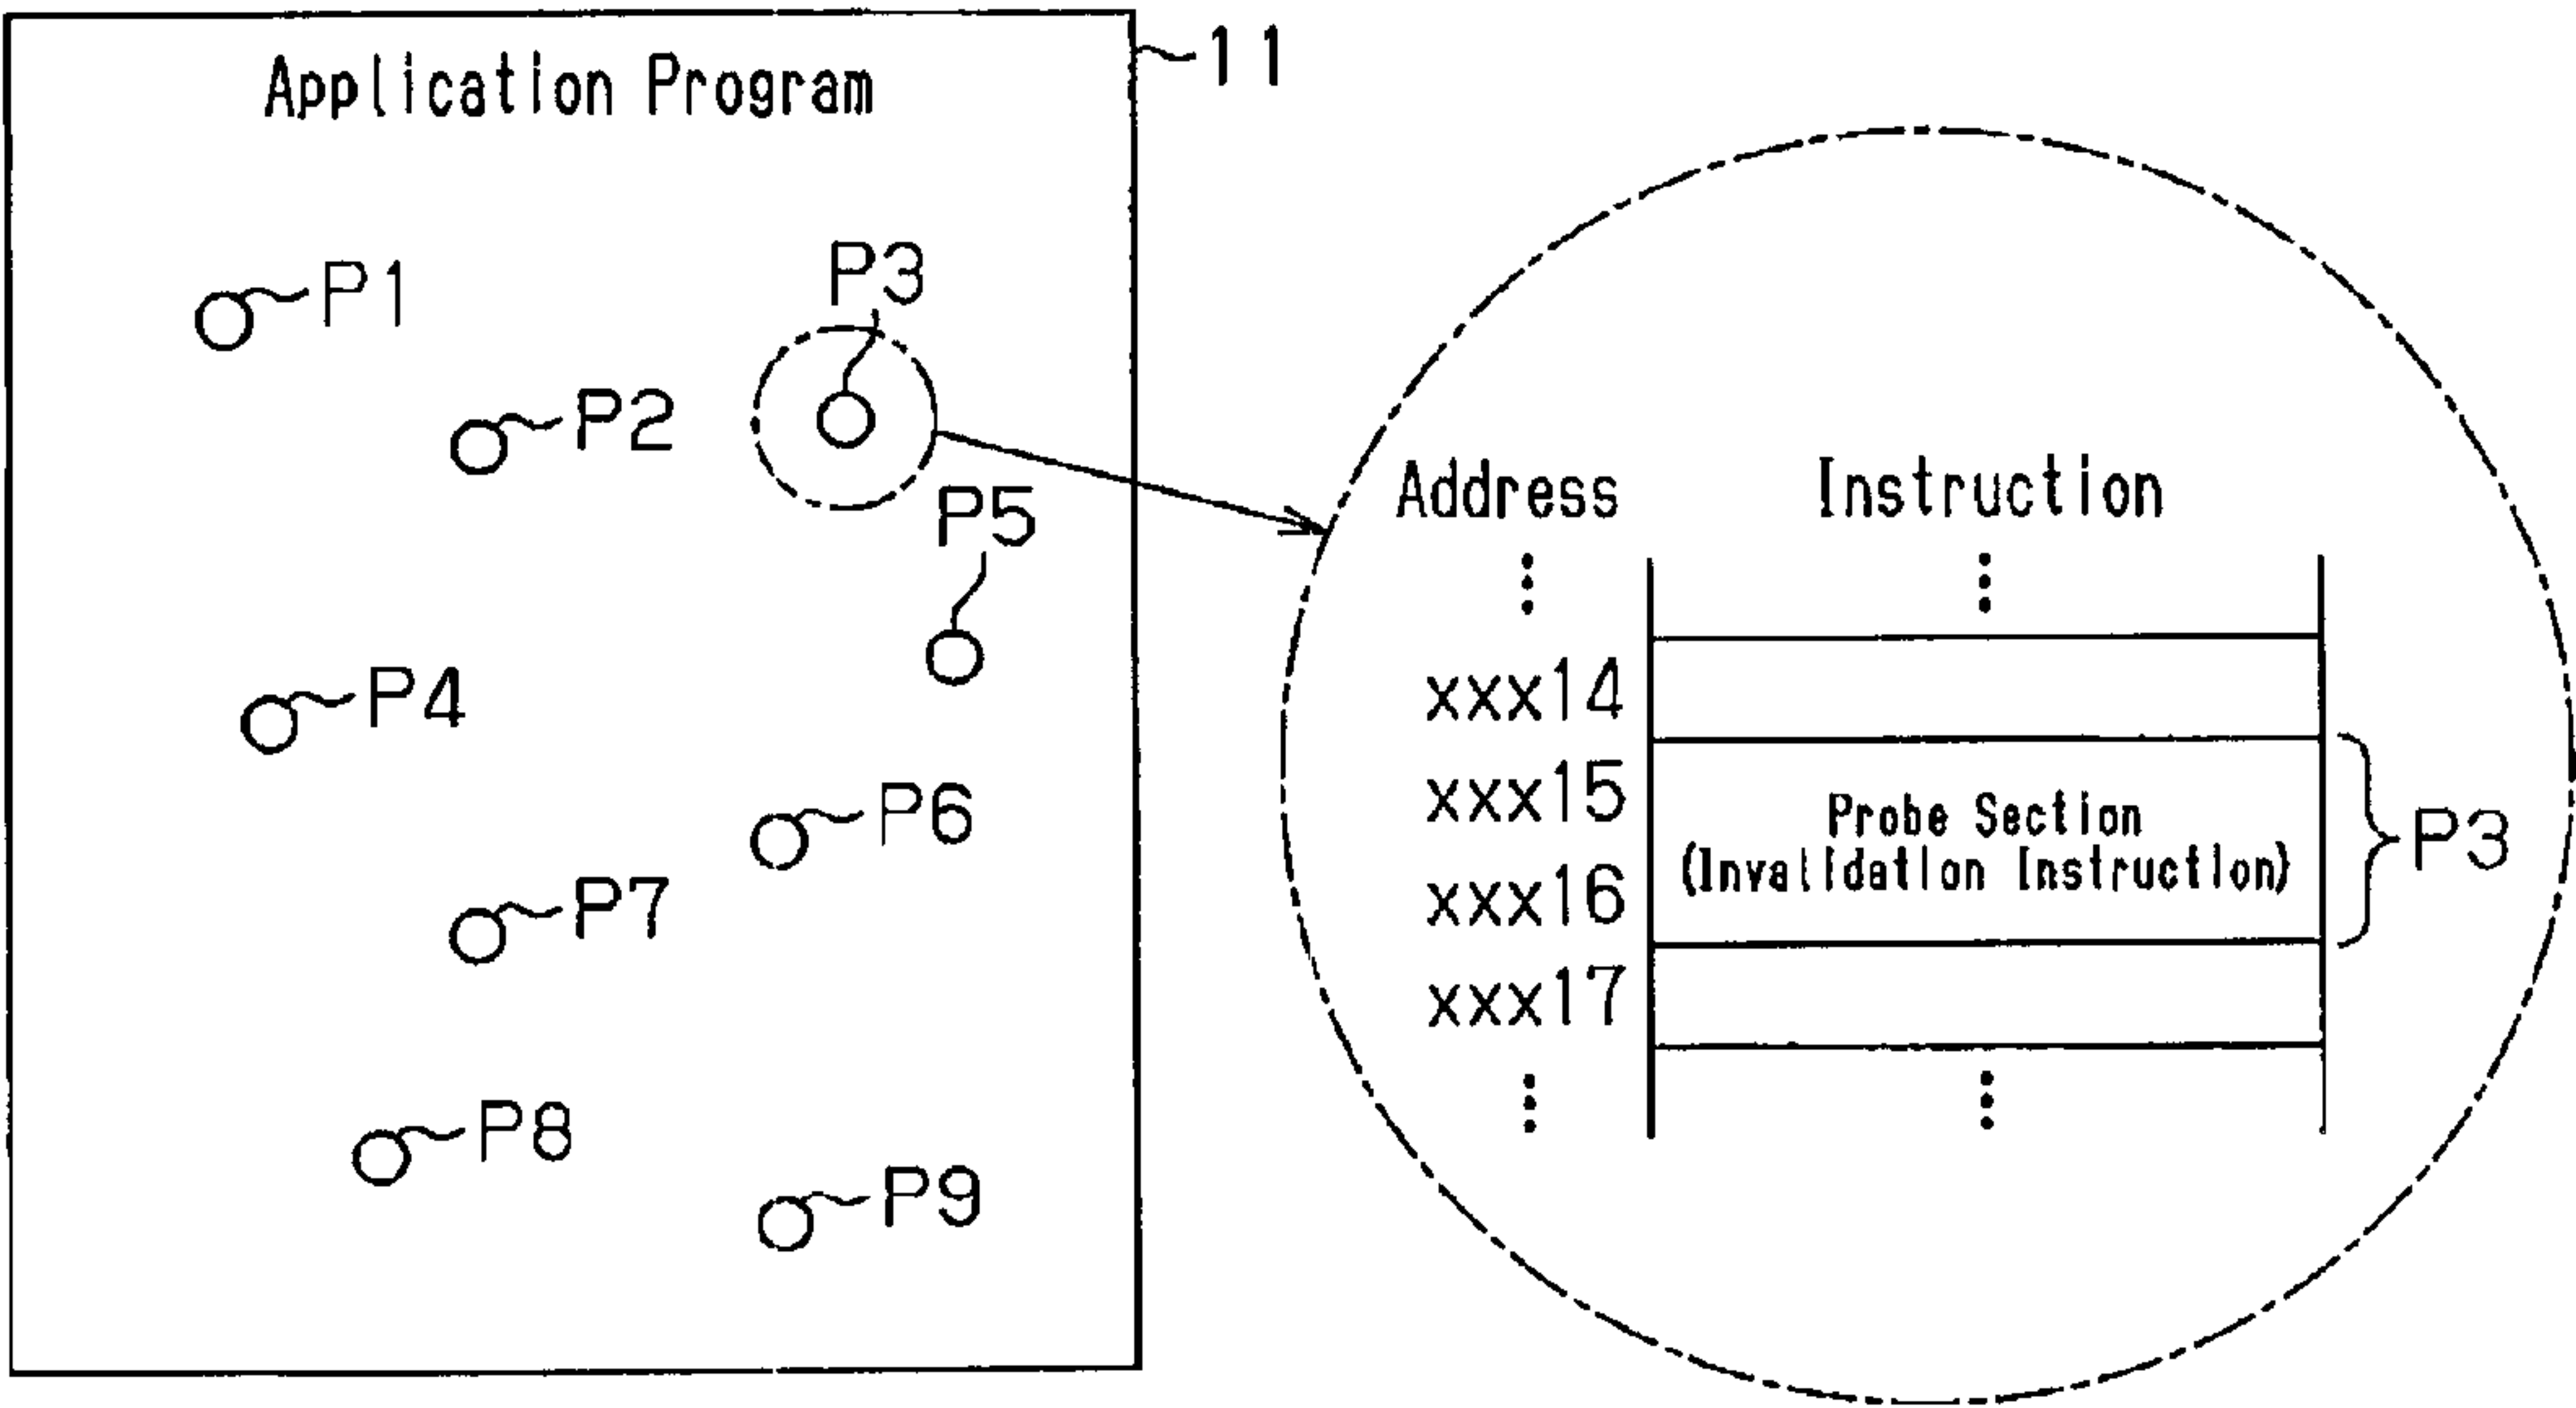 Application Program
11
P1
P3
P2
P5
P4
P6
P7
P8
P9
Address Instruction
xxx14
xxx15
Probe Section
(Invalidation Instruction)
xxx16
P3
xxx17